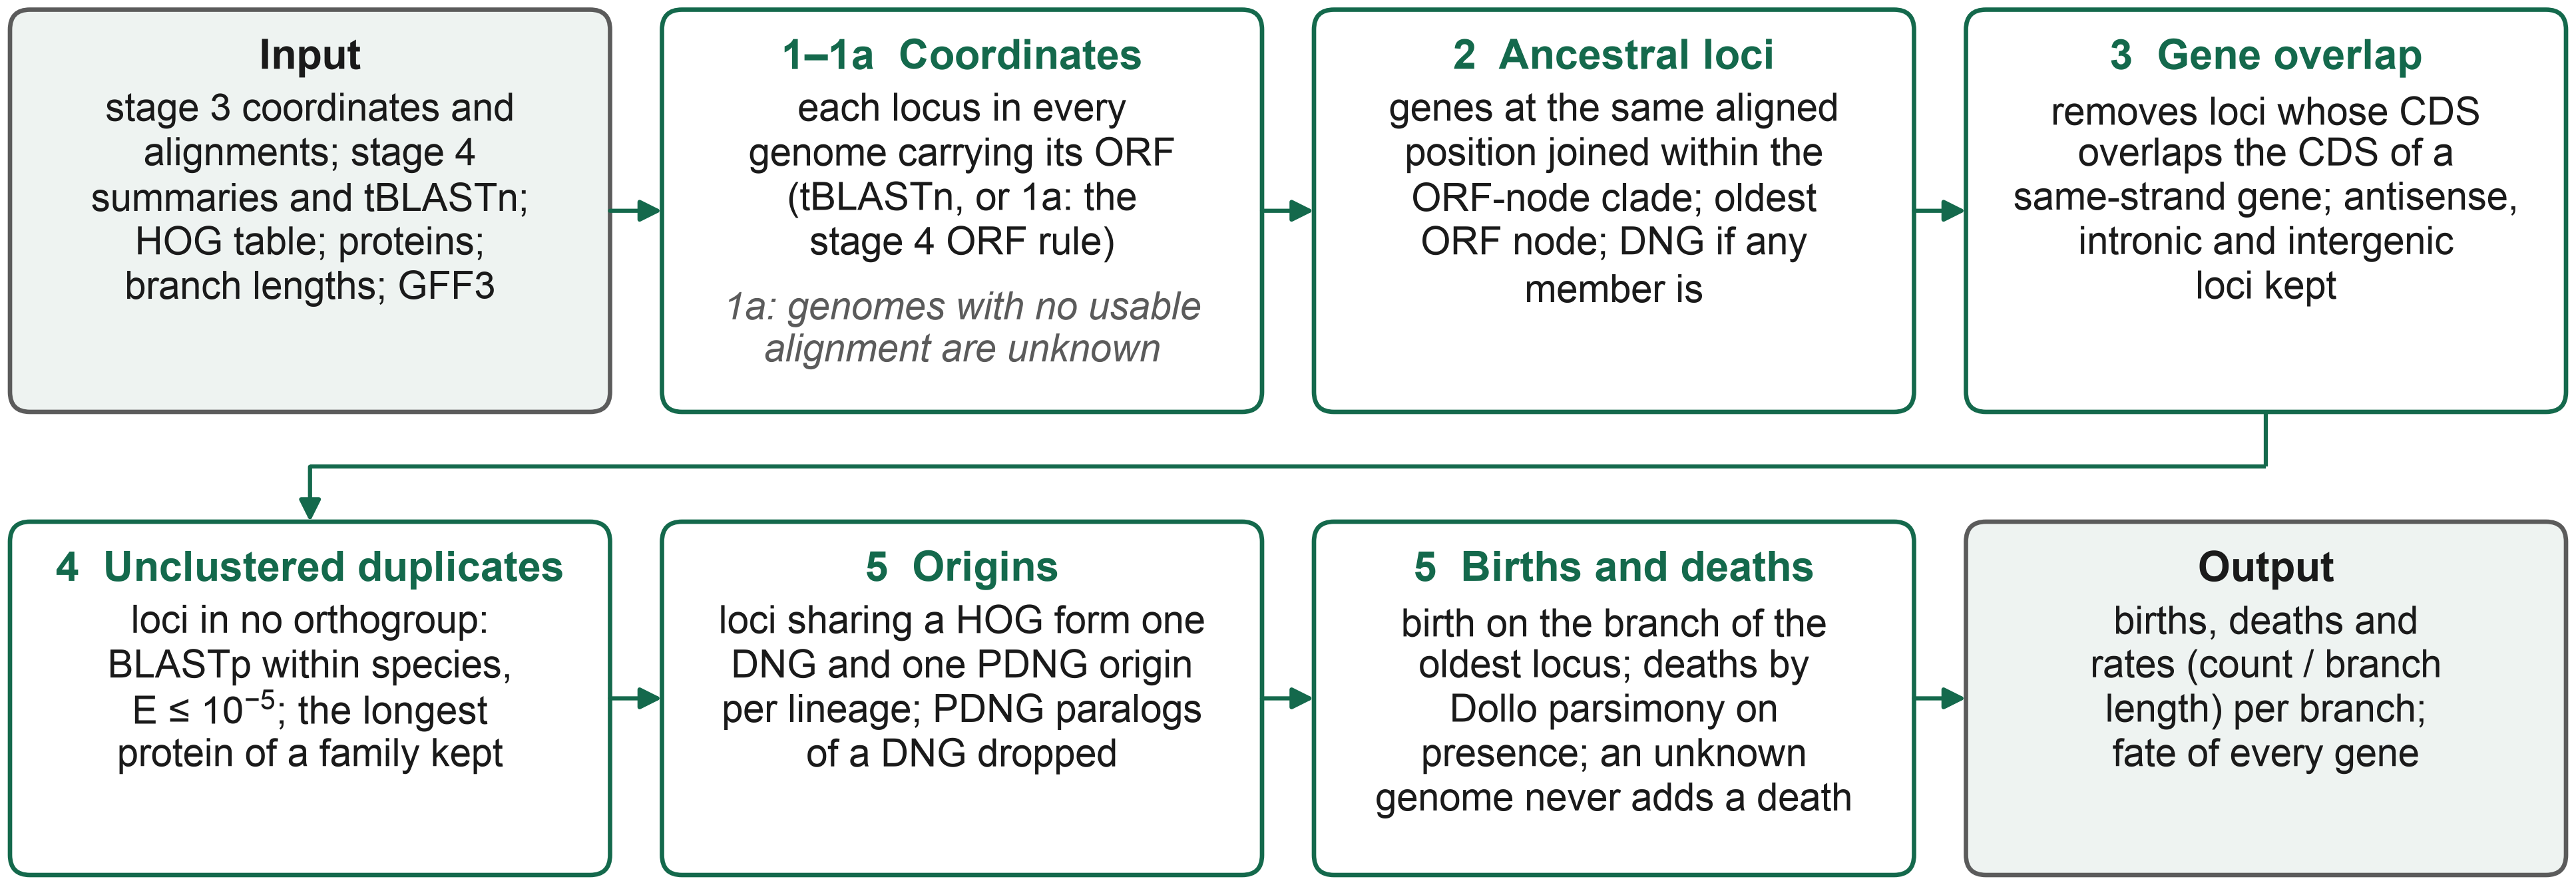 Input
stage 3 coordinates and
alignments; stage 4
summaries and tBLASTn;
HOG table; proteins;
branch lengths; GFF3
1–1a Coordinates
each locus in every
genome carrying its ORF
(tBLASTn, or 1a: the
stage 4 ORF rule)
1a: genomes with no usable
alignment are unknown
2 Ancestral loci
genes at the same aligned
position joined within the
ORF-node clade; oldest
ORF node; DNG if any
member is
3 Gene overlap
removes loci whose CDS
overlaps the CDS of a
same-strand gene; antisense,
intronic and intergenic
loci kept
4 Unclustered duplicates
loci in no orthogroup:
BLASTp within species,
E ≤ 10⁻⁵; the longest
protein of a family kept
5 Origins
loci sharing a HOG form one
DNG and one PDNG origin
per lineage; PDNG paralogs
of a DNG dropped
5 Births and deaths
birth on the branch of the
oldest locus; deaths by
Dollo parsimony on
presence; an unknown
genome never adds a death
Output
births, deaths and
rates (count / branch
length) per branch;
fate of every gene